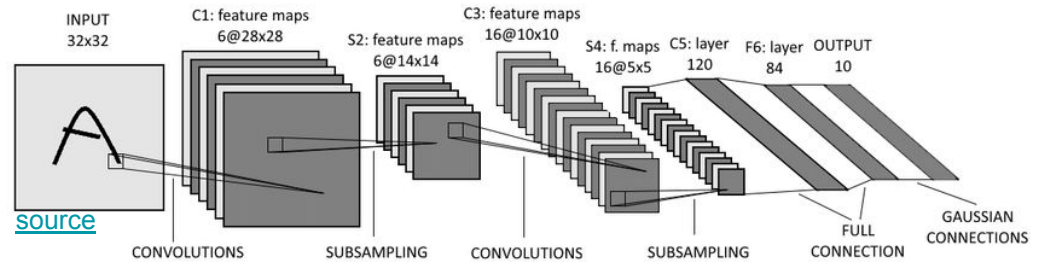 INPUT
32x32
C1: feature maps
6@28x28
S2: feature maps
6@14x14
C3: feature maps
16@10x10
S4: f. maps
16@5x5
C5: layer
120
F6: layer
84
OUTPUT
10
A
source
CONVOLUTIONS
SUBSAMPLING
CONVOLUTIONS
SUBSAMPLING
FULL
CONNECTION
GAUSSIAN
CONNECTIONS